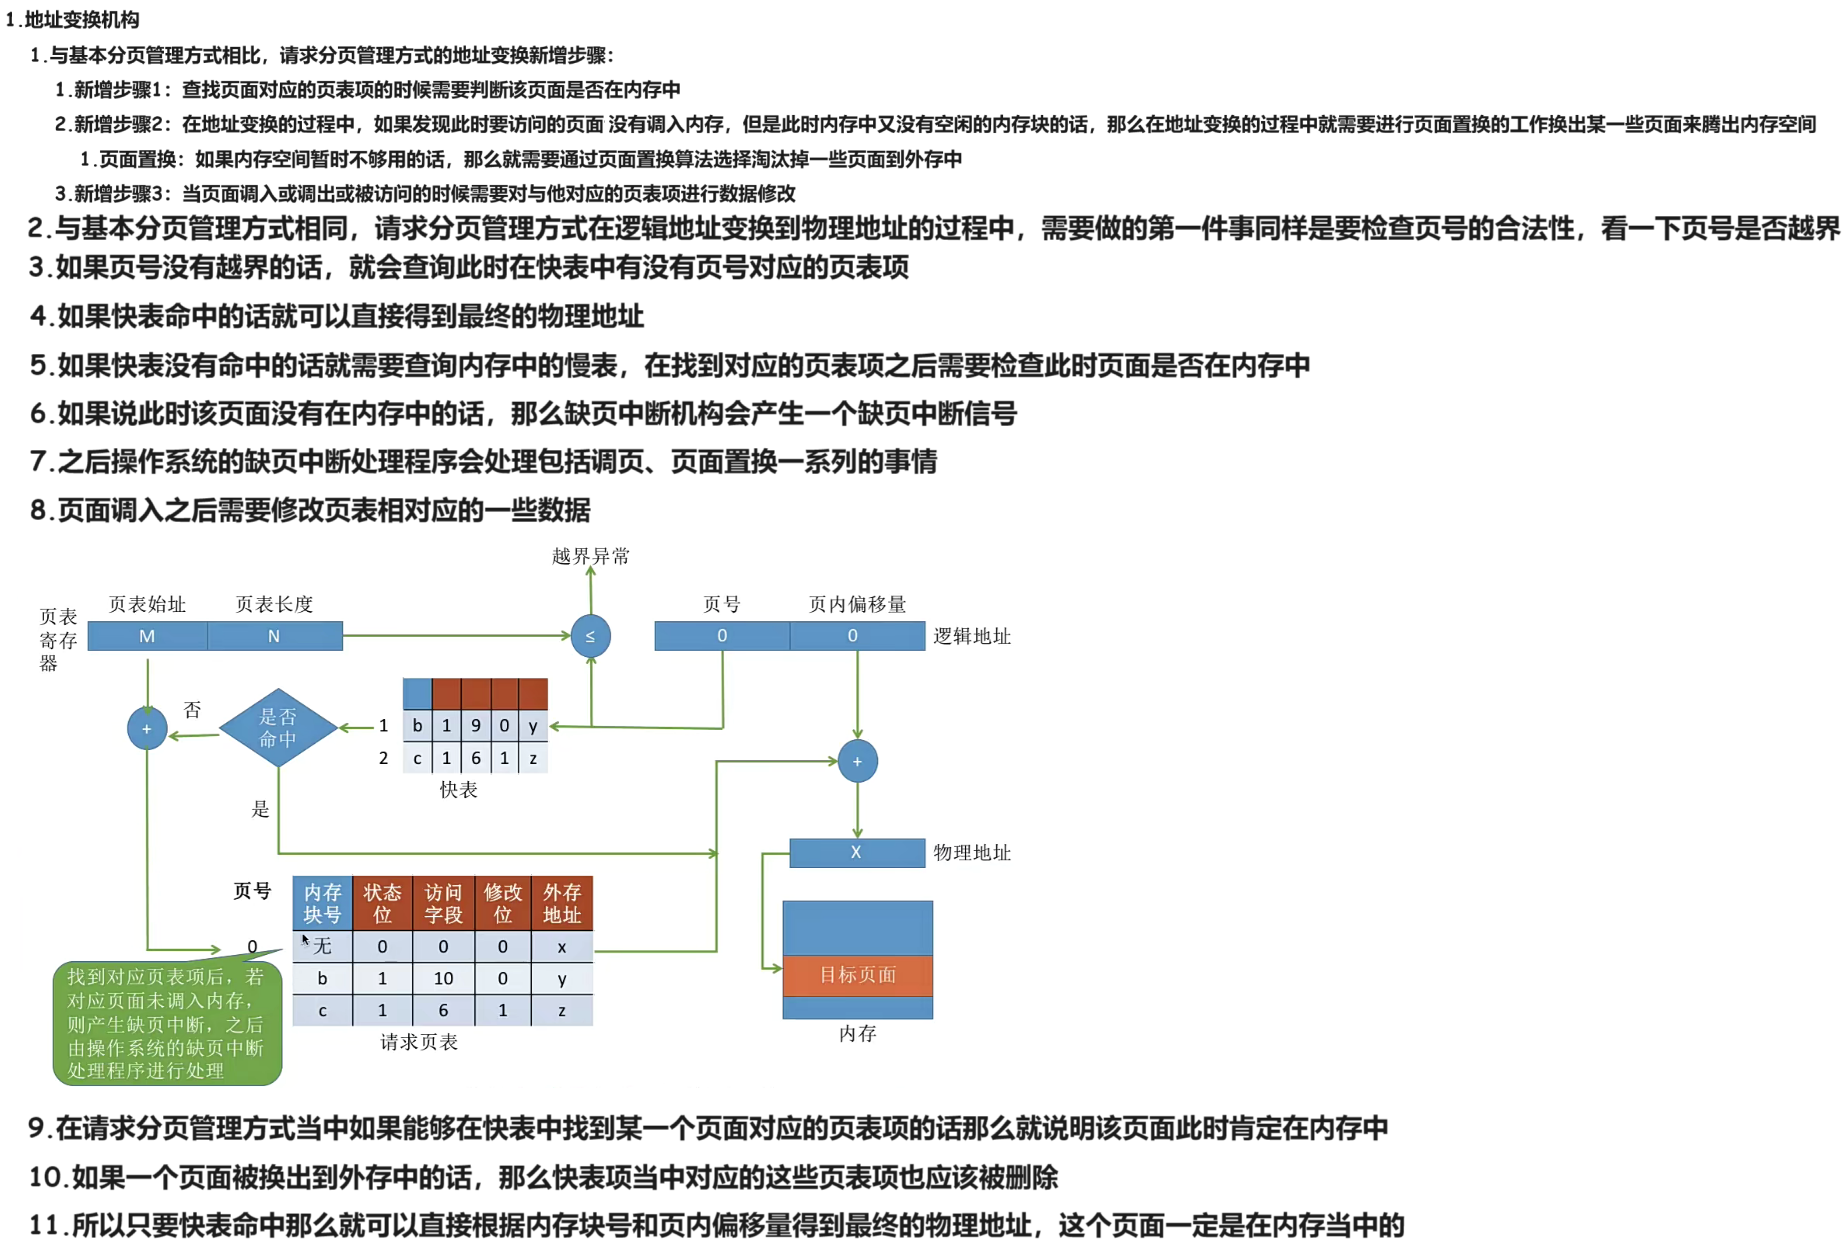 1.地址变换机构
1.与基本分页管理方式相比，请求分页管理方式的地址变换新增步骤：
1.新增步骤1：查找页面对应的页表项的时候需要判断该页面是否在内存中
2.新增步骤2：在地址变换的过程中，如果发现此时要访问的页面 没有调入内存，但是此时内存中又没有空闲的内存块的话，那么在地址变换的过程中就需要进行页面置换的工作换出某一些页面来腾出内存空间
1.页面置换：如果内存空间暂时不够用的话，那么就需要通过页面置换算法选择淘汰掉一些页面到外存中
3.新增步骤3：当页面调入或调出或被访问的时候需要对与他对应的页表项进行数据修改
2.与基本分页管理方式相同，请求分页管理方式在逻辑地址变换到物理地址的过程中，需要做的第一件事同样是要检查页号的合法性，看一下页号是否越界
3.如果页号没有越界的话，就会查询此时在快表中有没有页号对应的页表项
4.如果快表命中的话就可以直接得到最终的物理地址
5.如果快表没有命中的话就需要查询内存中的慢表，在找到对应的页表项之后需要检查此时页面是否在内存中
6.如果说此时该页面没有在内存中的话，那么缺页中断机构会产生一个缺页中断信号
7.之后操作系统的缺页中断处理程序会处理包括调页、页面置换一系列的事情
8.页面调入之后需要修改页表相对应的一些数据
越界异常
页表始址 页表长度 页号 页内偏移量
页表
寄存
器
M N ≤ 0 0 逻辑地址
是否
命中
否
+
1 b 1 9 0 y
2 c 1 6 1 z
快表
+
是
X 物理地址
页号
内存
块号
状态
位
访问
字段
修改
位
外存
地址
0 无 0 0 0 x
b 1 10 0 y
c 1 6 1 z
请求页表
目标页面
内存
找到对应页表项后，若
对应页面未调入内存，
则产生缺页中断，之后
由操作系统的缺页中断
处理程序进行处理
9.在请求分页管理方式当中如果能够在快表中找到某一个页面对应的页表项的话那么就说明该页面此时肯定在内存中
10.如果一个页面被换出到外存中的话，那么快表项当中对应的这些页表项也应该被删除
11.所以只要快表命中那么就可以直接根据内存块号和页内偏移量得到最终的物理地址，这个页面一定是在内存当中的